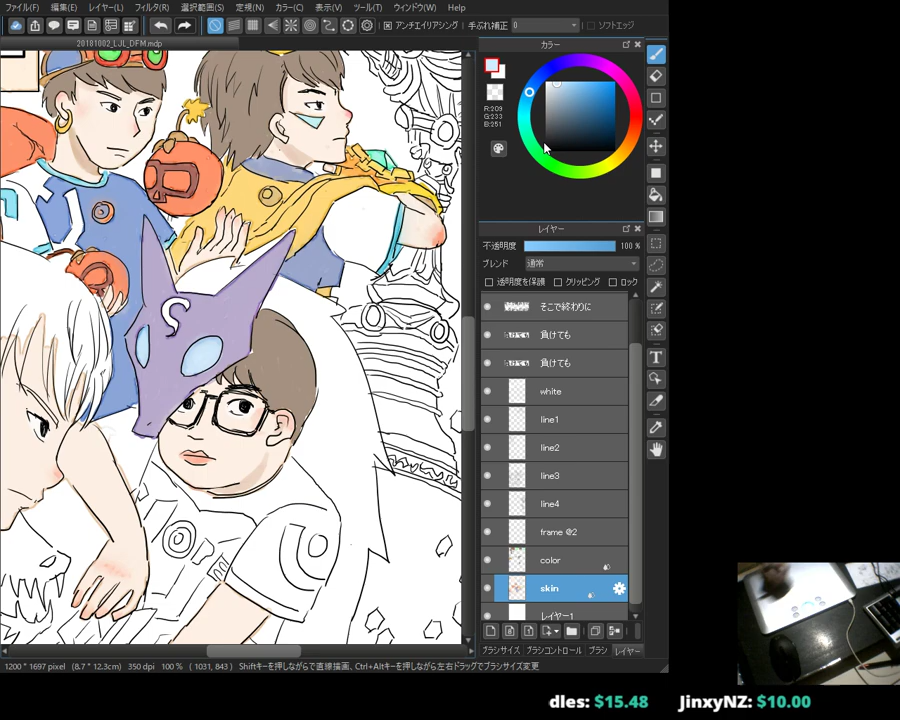 ファイル(F) 編集(E) レイヤー(L) フィルタ(R) 選択範囲(S) 定規(N) カラー(C) 表示(V) ツール(T) ウィンドウ(W) Help
アンチエイリアシング 手ぶれ補正 0 ソフトエッジ
20181002_LJL_DFM.mdp
カラー
R:209
G:233
B:251
レイヤー
不透明度 100 %
ブレンド 通常
透明度を保護 クリッピング ロック
そこで終わりに
負けても
負けても
white
line1
line2
line3
line4
frame @2
color
skin
レイヤー1
ブラシサイズ ブラシコントロール ブラシ レイヤー
1200 * 1697 pixel (8.7 * 12.3cm) 350 dpi 100 % ( 1031, 843 ) Shiftキーを押しながらで直線描画、Ctrl+Altキーを押しながら左右ドラッグでブラシサイズ変更
dles: $15.48 JinxyNZ: $10.00